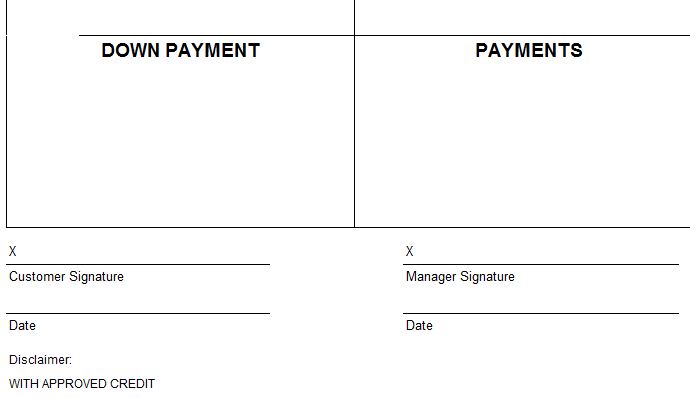 DOWN PAYMENT PAYMENTS
X X
Customer Signature Manager Signature
Date Date
Disclaimer:
WITH APPROVED CREDIT